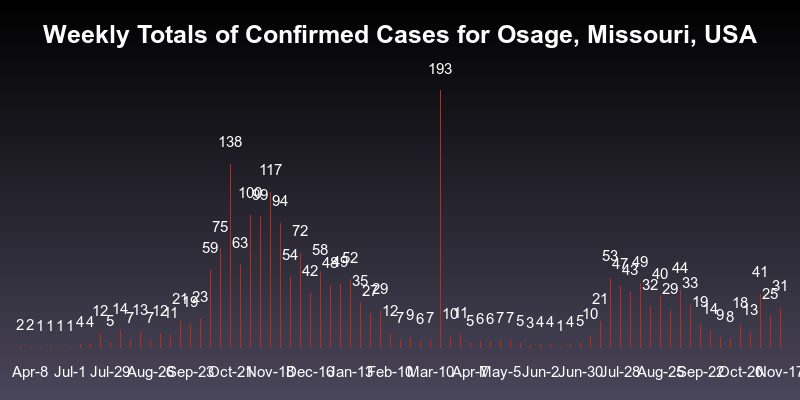 Weekly Totals of Confirmed Cases for Osage, Missouri, USA
2 2 1 1 1 1 4 4 12 5 14 7 13 7 12 11 21 19 23 59 75 138 63 100 99 117 94 54 72 42 58 48 49 52 35 27 29 12 7 9 6 7 193 10 11 5 6 6 7 7 5 3 4 4 1 4 5 10 21 53 47 43 49 32 40 29 44 33 19 14 9 8 18 13 41 25 31
Apr-8 Jul-1 Jul-29 Aug-26 Sep-23 Oct-21 Nov-18 Dec-16 Jan-13 Feb-10 Mar-10 Apr-7 May-5 Jun-2 Jun-30 Jul-28 Aug-25 Sep-22 Oct-20 Nov-17